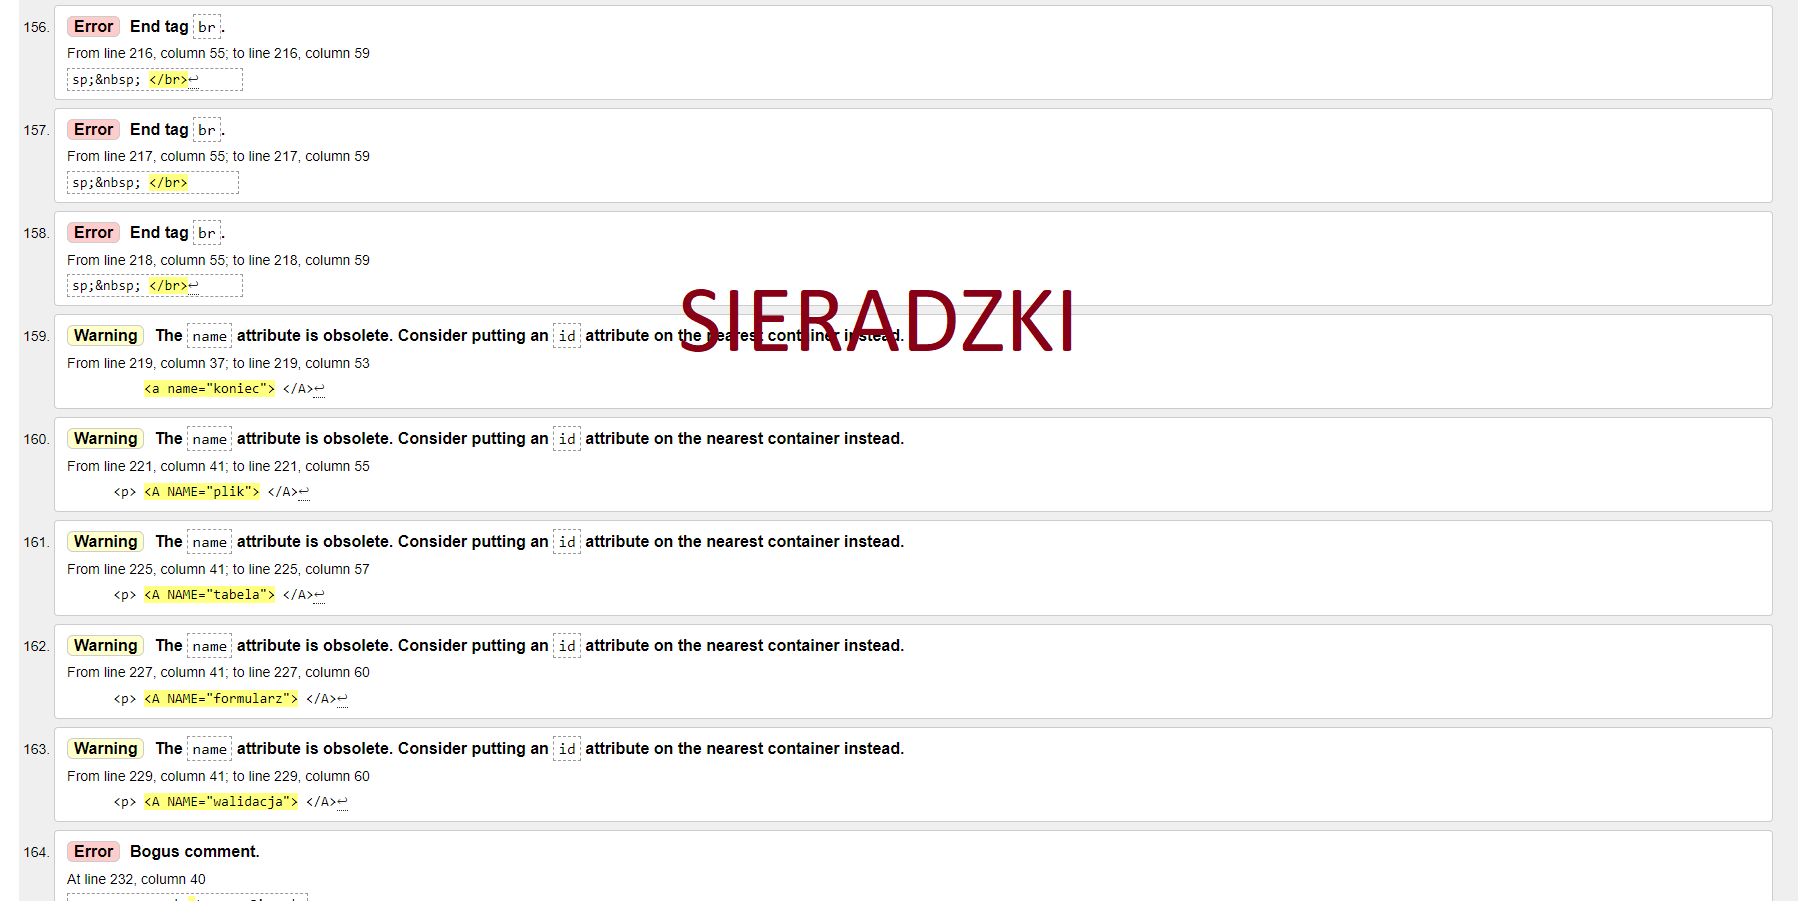 156. Error End tag br.
From line 216, column 55; to line 216, column 59
sp;&nbsp; </br>↩
157. Error End tag br.
From line 217, column 55; to line 217, column 59
sp;&nbsp; </br>
158. Error End tag br.
From line 218, column 55; to line 218, column 59
sp;&nbsp; </br>↩
SIERADZKI
159. Warning The name attribute is obsolete. Consider putting an id attribute on the nearest container instead.
From line 219, column 37; to line 219, column 53
<a name="koniec"> </A>↩
160. Warning The name attribute is obsolete. Consider putting an id attribute on the nearest container instead.
From line 221, column 41; to line 221, column 55
<p> <A NAME="plik"> </A>↩
161. Warning The name attribute is obsolete. Consider putting an id attribute on the nearest container instead.
From line 225, column 41; to line 225, column 57
<p> <A NAME="tabela"> </A>↩
162. Warning The name attribute is obsolete. Consider putting an id attribute on the nearest container instead.
From line 227, column 41; to line 227, column 60
<p> <A NAME="formularz"> </A>↩
163. Warning The name attribute is obsolete. Consider putting an id attribute on the nearest container instead.
From line 229, column 41; to line 229, column 60
<p> <A NAME="walidacja"> </A>↩
164. Error Bogus comment.
At line 232, column 40